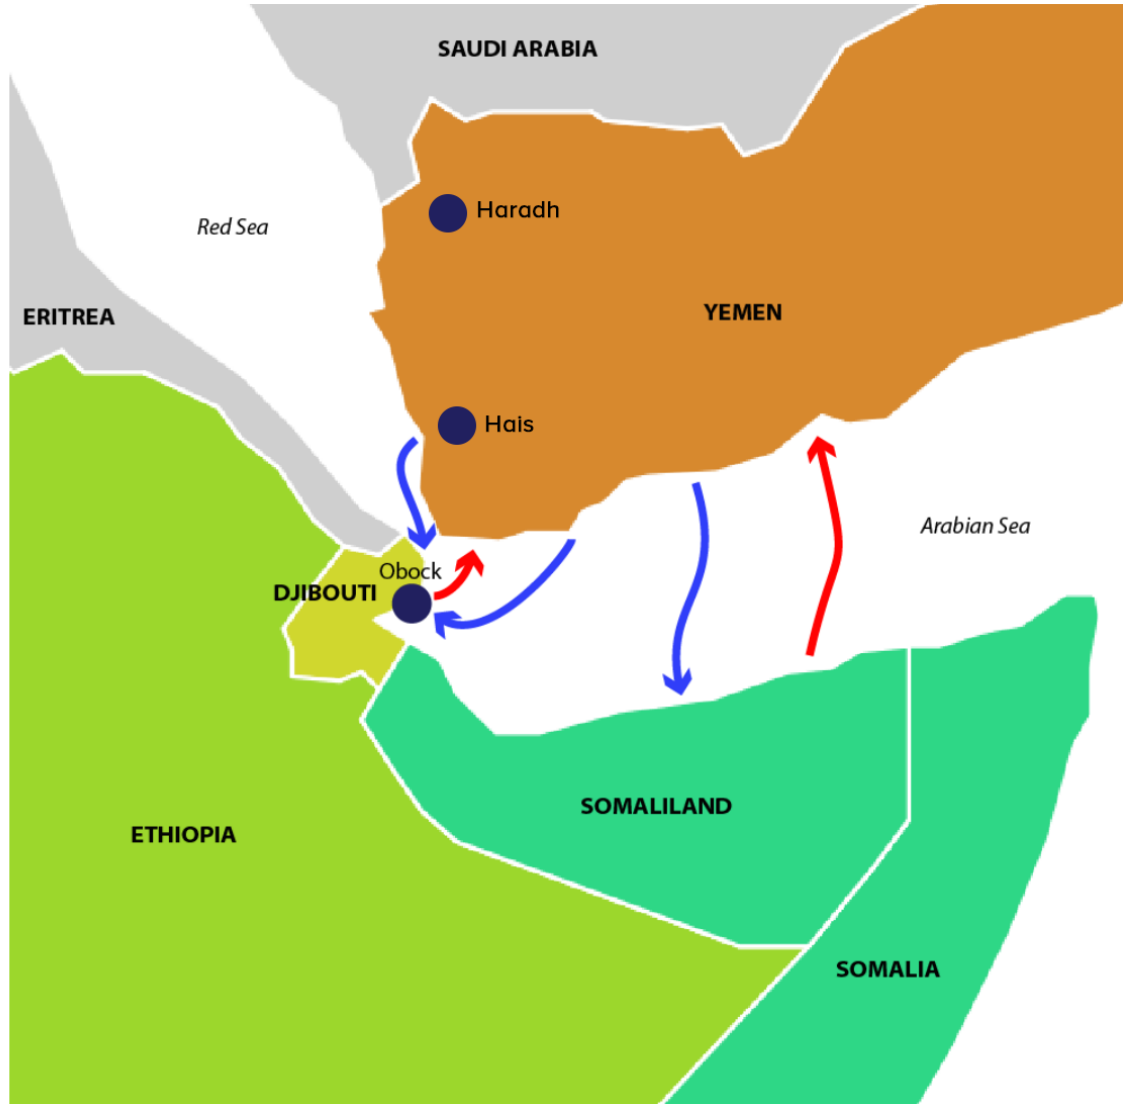 SAUDI ARABIA
Haradh
Red Sea
YEMEN
ERITREA
Hais
Arabian Sea
Obock
DJIBOUTI
SOMALILAND
ETHIOPIA
SOMALIA